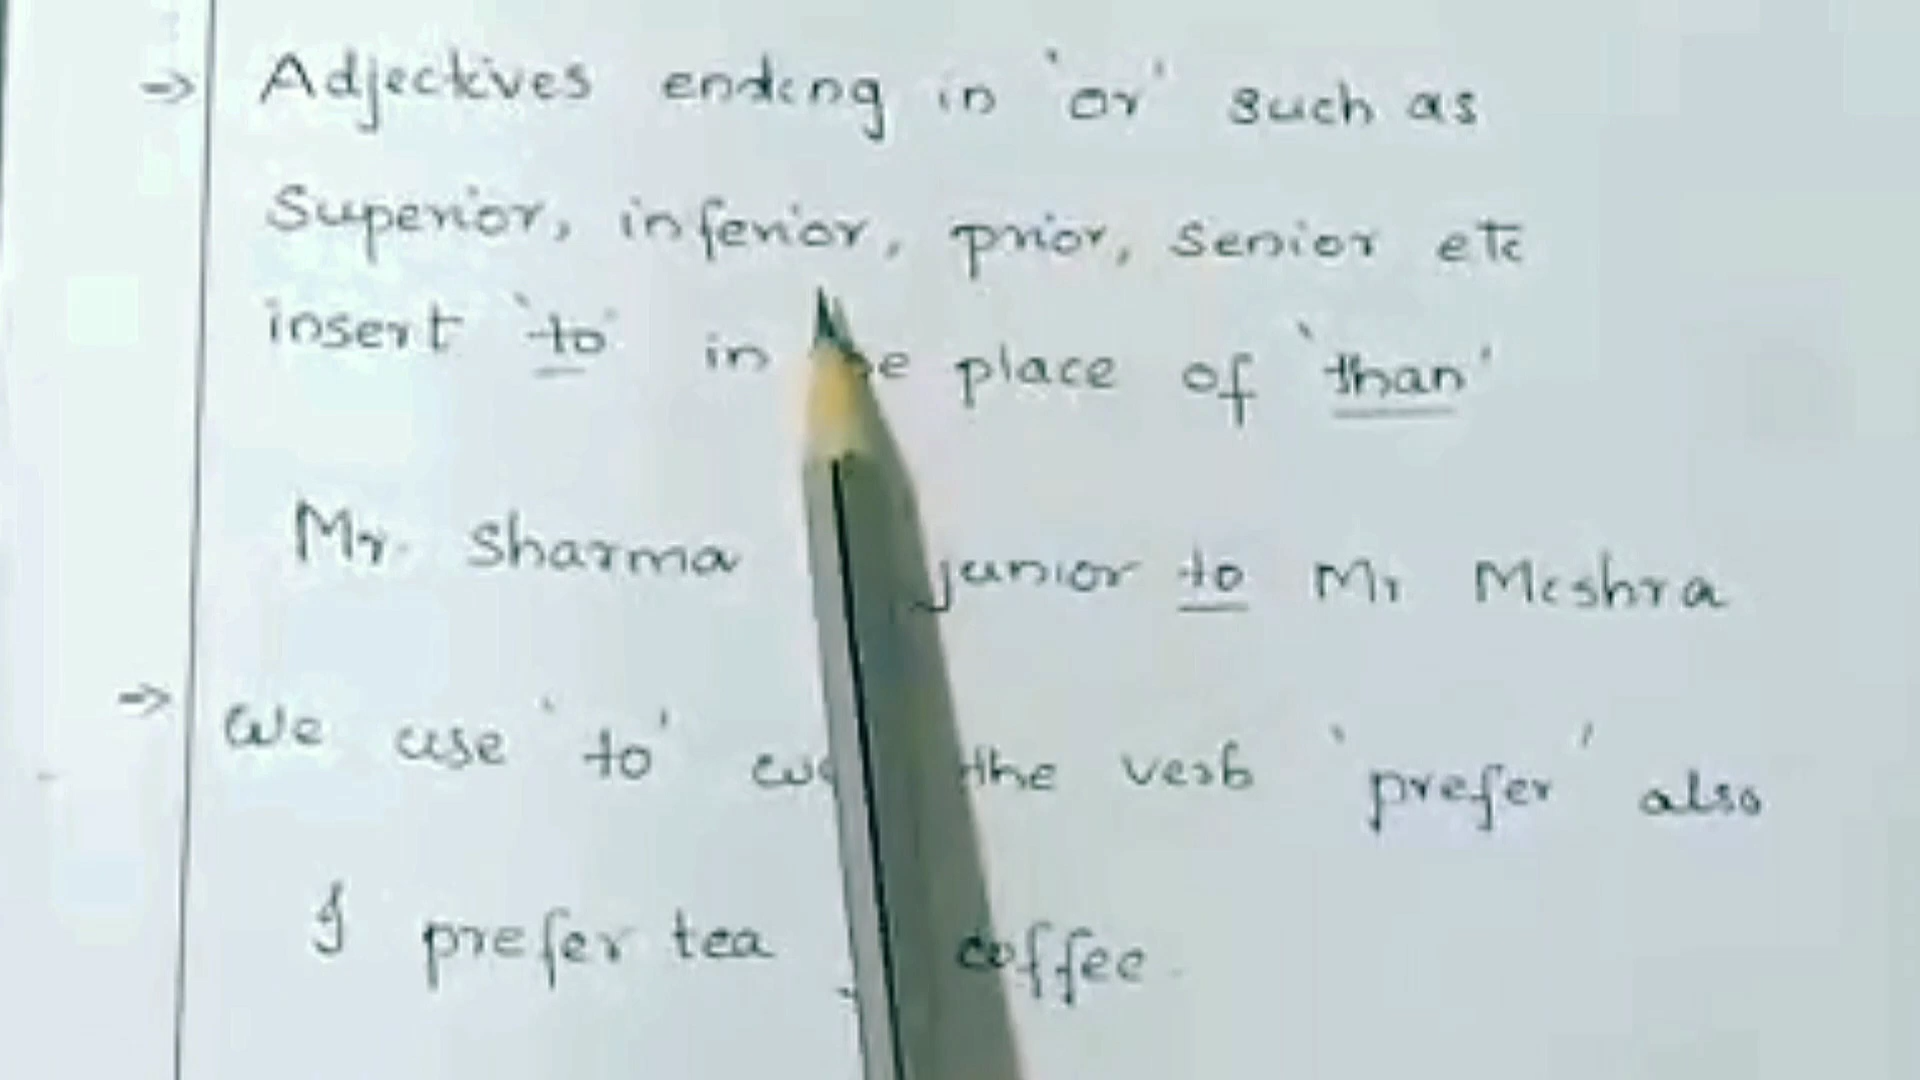 → Adjectives ending in 'or' such as
Superior, inferior, prior, Senior etc
insert 'to' in place of 'than'
Mr. Sharma junior to Mr Mishra
→ We use 'to' the verb 'prefer' also
I prefer tea coffee.